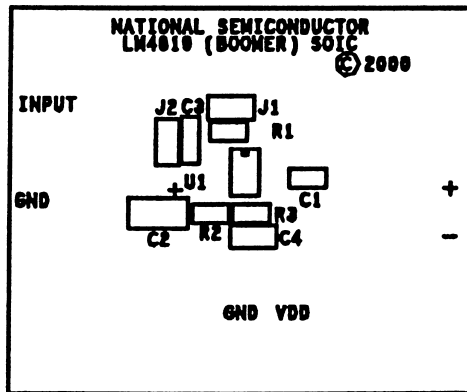 NATIONAL SEMICONDUCTOR
LM4819 (BOOMER) SOIC
© 2000
INPUT
J2 C3 J1
R1
+ U1
GND
C1
+
R2 R3
C2
C4
-
GND VDD